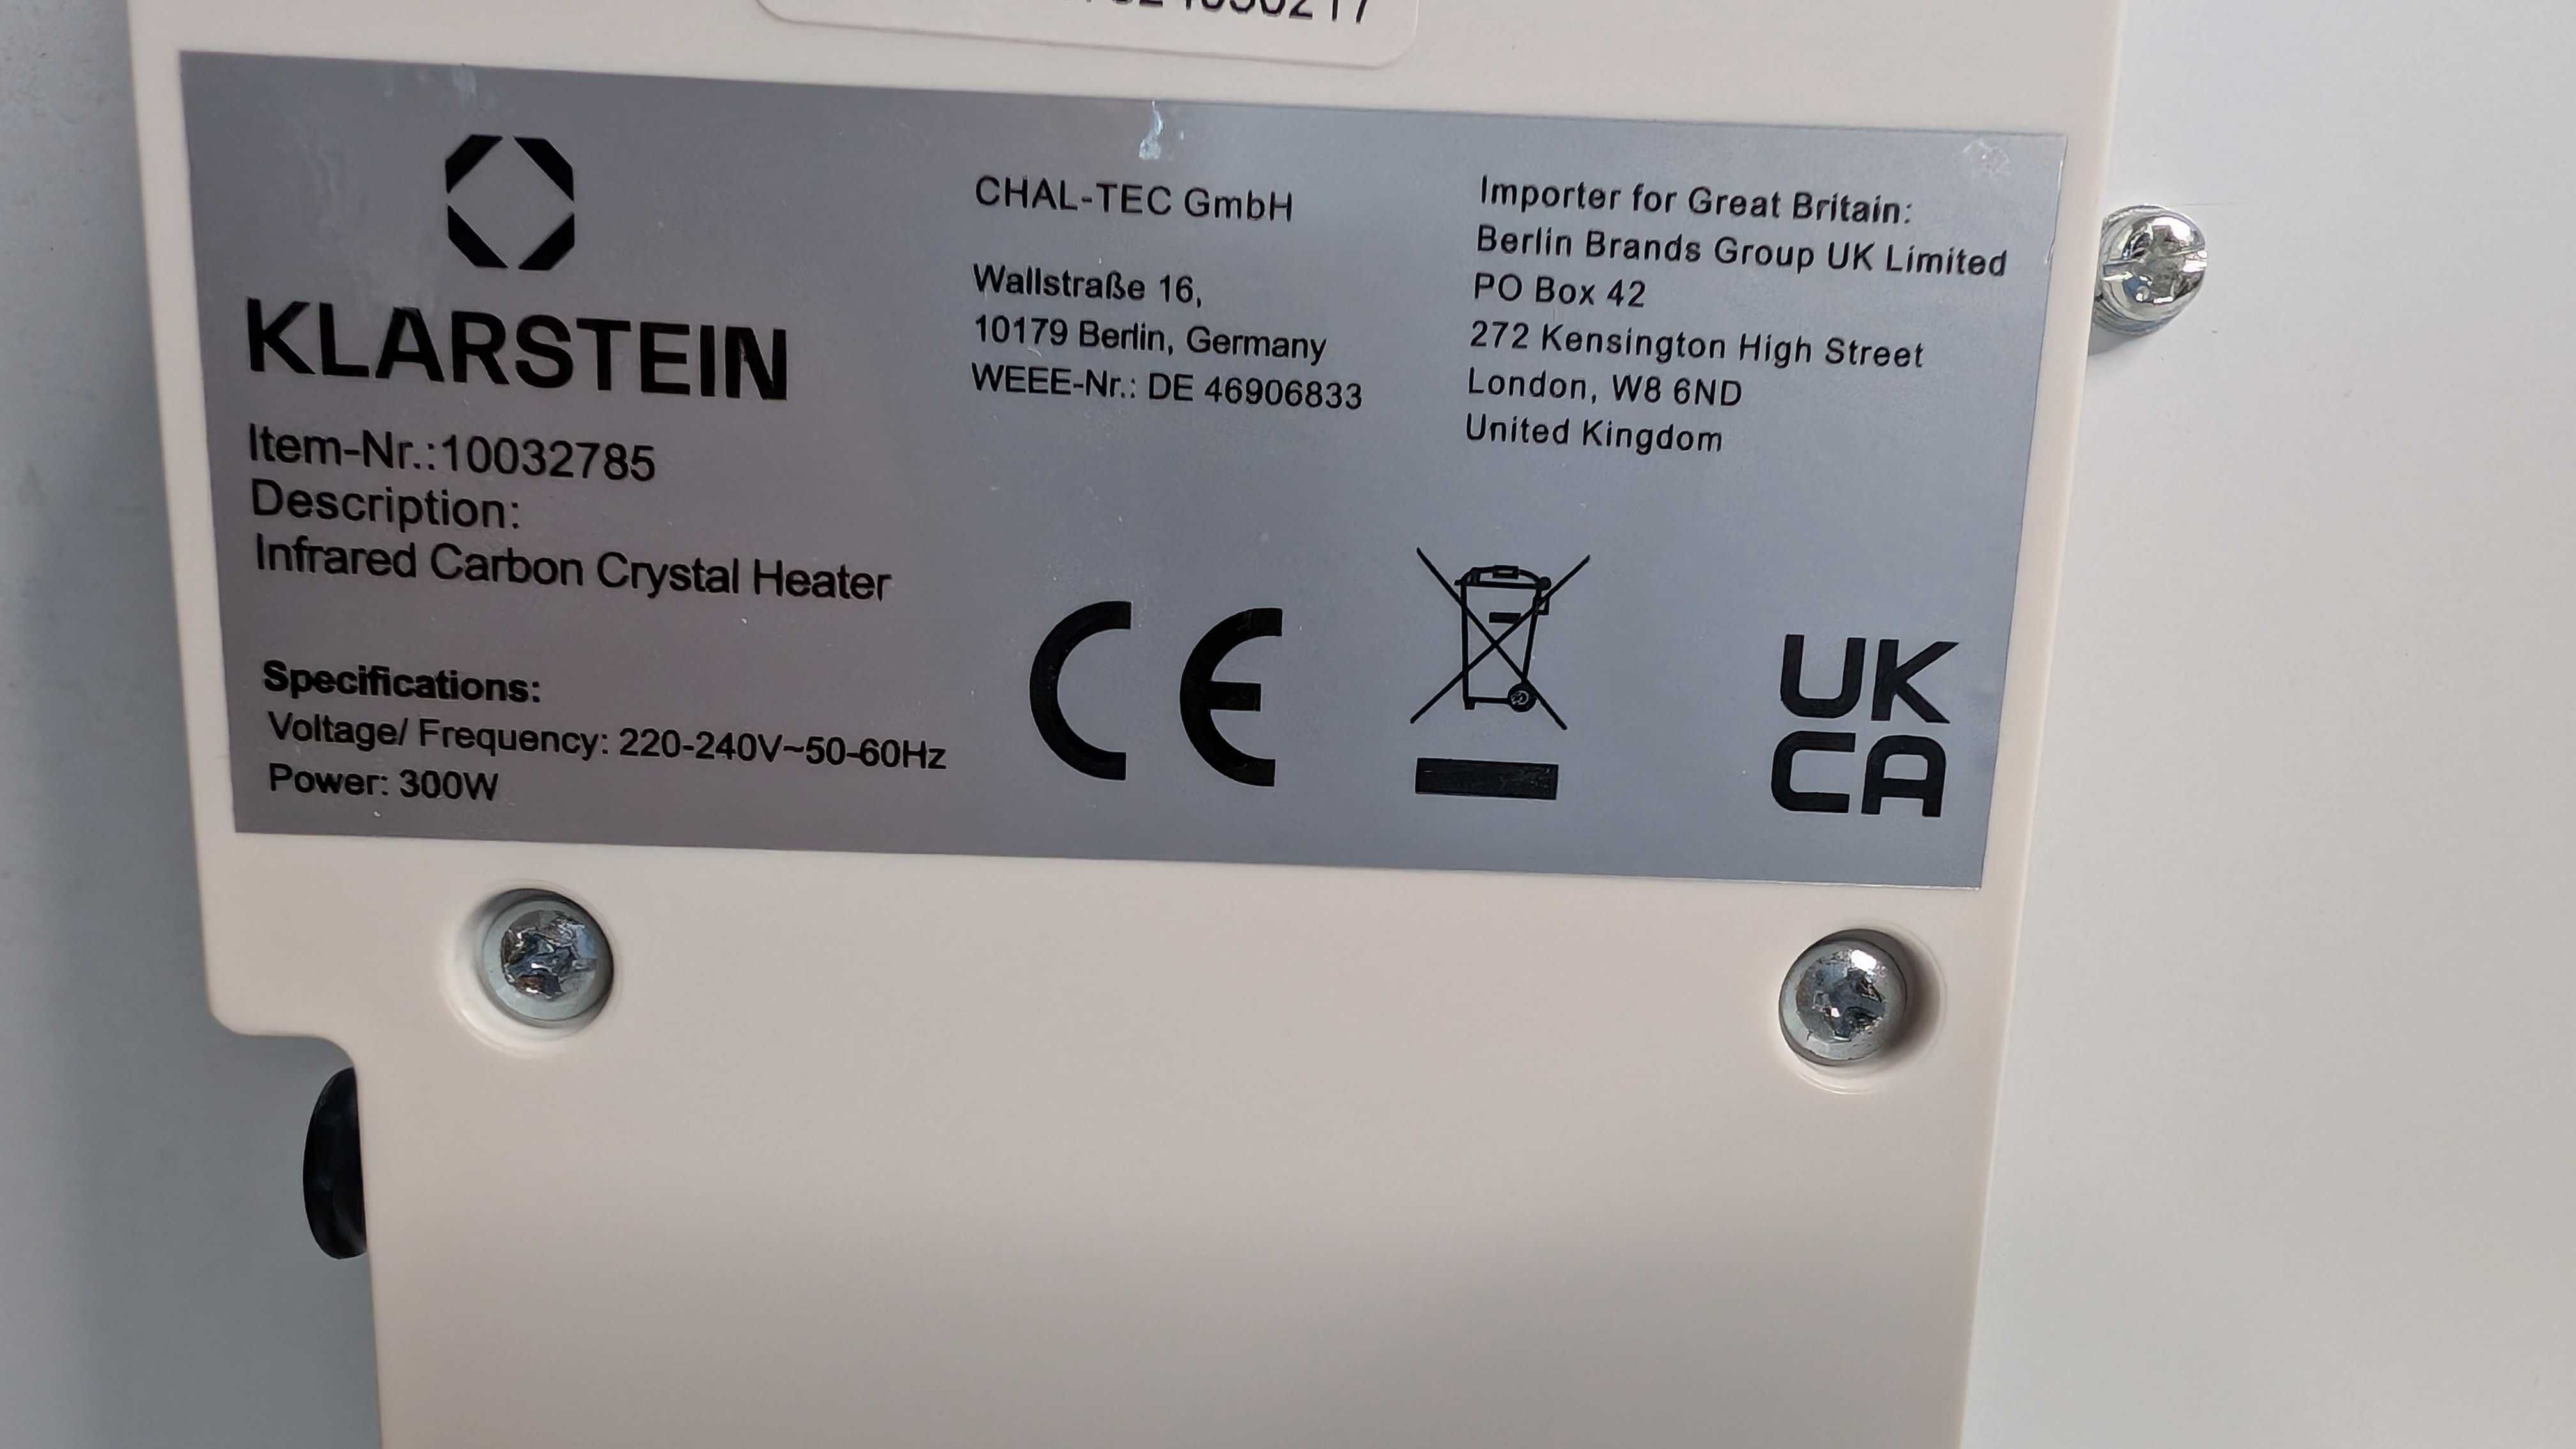 KLARSTEIN
Item-Nr.:10032785
Description:
Infrared Carbon Crystal Heater
Specifications:
Voltage/ Frequency: 220-240V~50-60Hz
Power: 300W
CHAL-TEC GmbH
Wallstraße 16,
10179 Berlin, Germany
WEEE-Nr.: DE 46906833
Importer for Great Britain:
Berlin Brands Group UK Limited
PO Box 42
272 Kensington High Street
London, W8 6ND
United Kingdom
CE
UK
CA